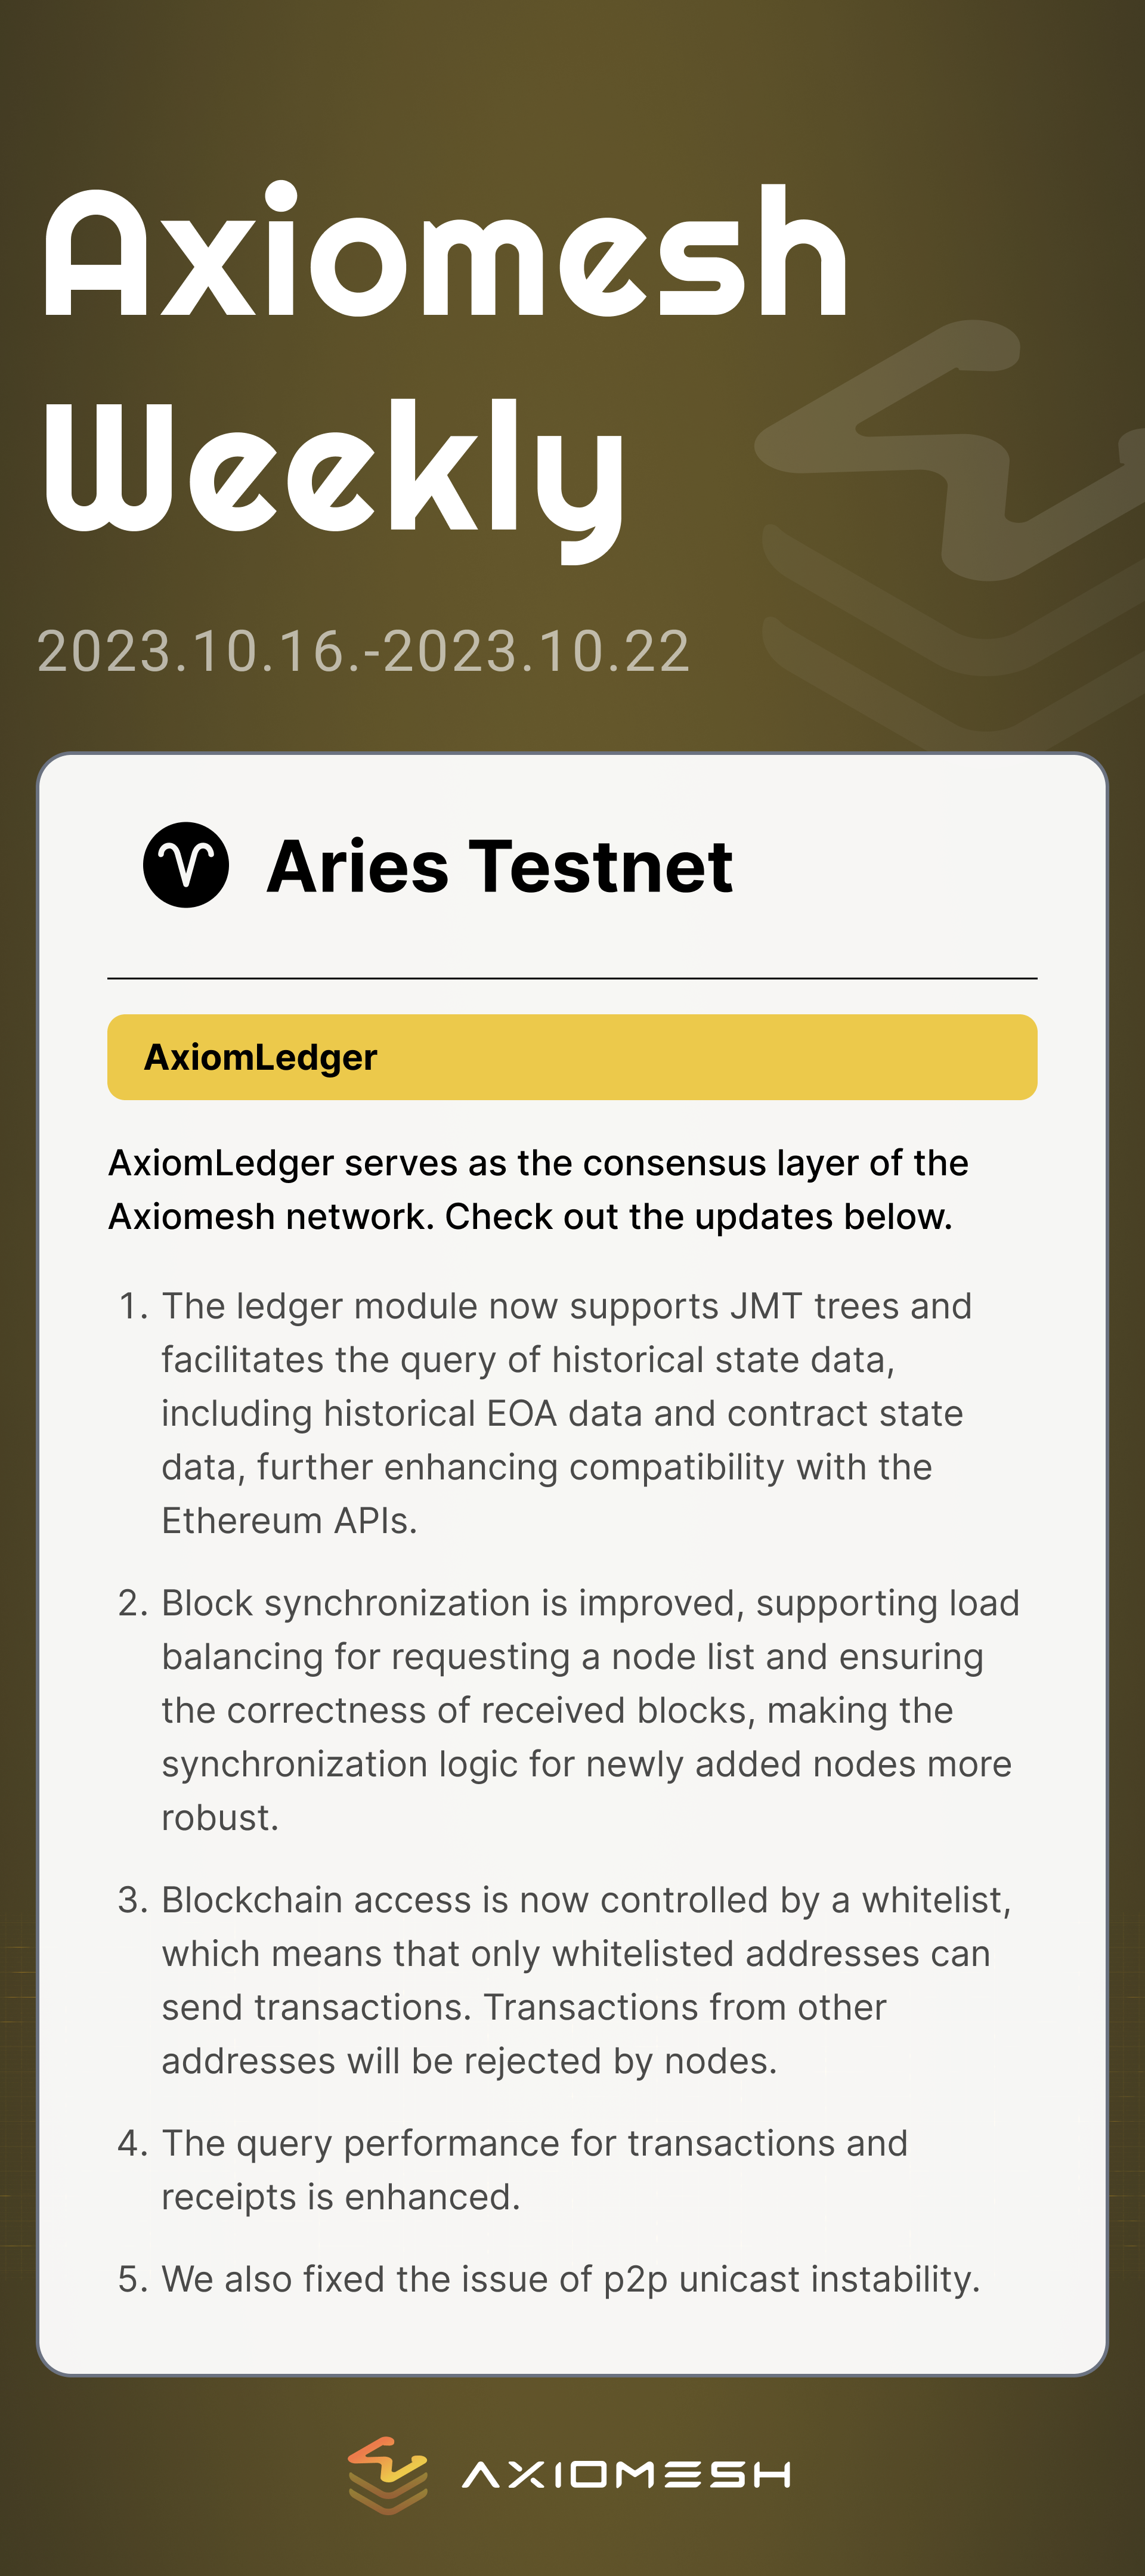 Axiomesh
Weekly
2023.10.16.-2023.10.22
Aries Testnet
AxiomLedger
AxiomLedger serves as the consensus layer of the
Axiomesh network. Check out the updates below.
1. The ledger module now supports JMT trees and
facilitates the query of historical state data,
including historical EOA data and contract state
data, further enhancing compatibility with the
Ethereum APIs.
2. Block synchronization is improved, supporting load
balancing for requesting a node list and ensuring
the correctness of received blocks, making the
synchronization logic for newly added nodes more
robust.
3. Blockchain access is now controlled by a whitelist,
which means that only whitelisted addresses can
send transactions. Transactions from other
addresses will be rejected by nodes.
4. The query performance for transactions and
receipts is enhanced.
5. We also fixed the issue of p2p unicast instability.
AXIOMESH